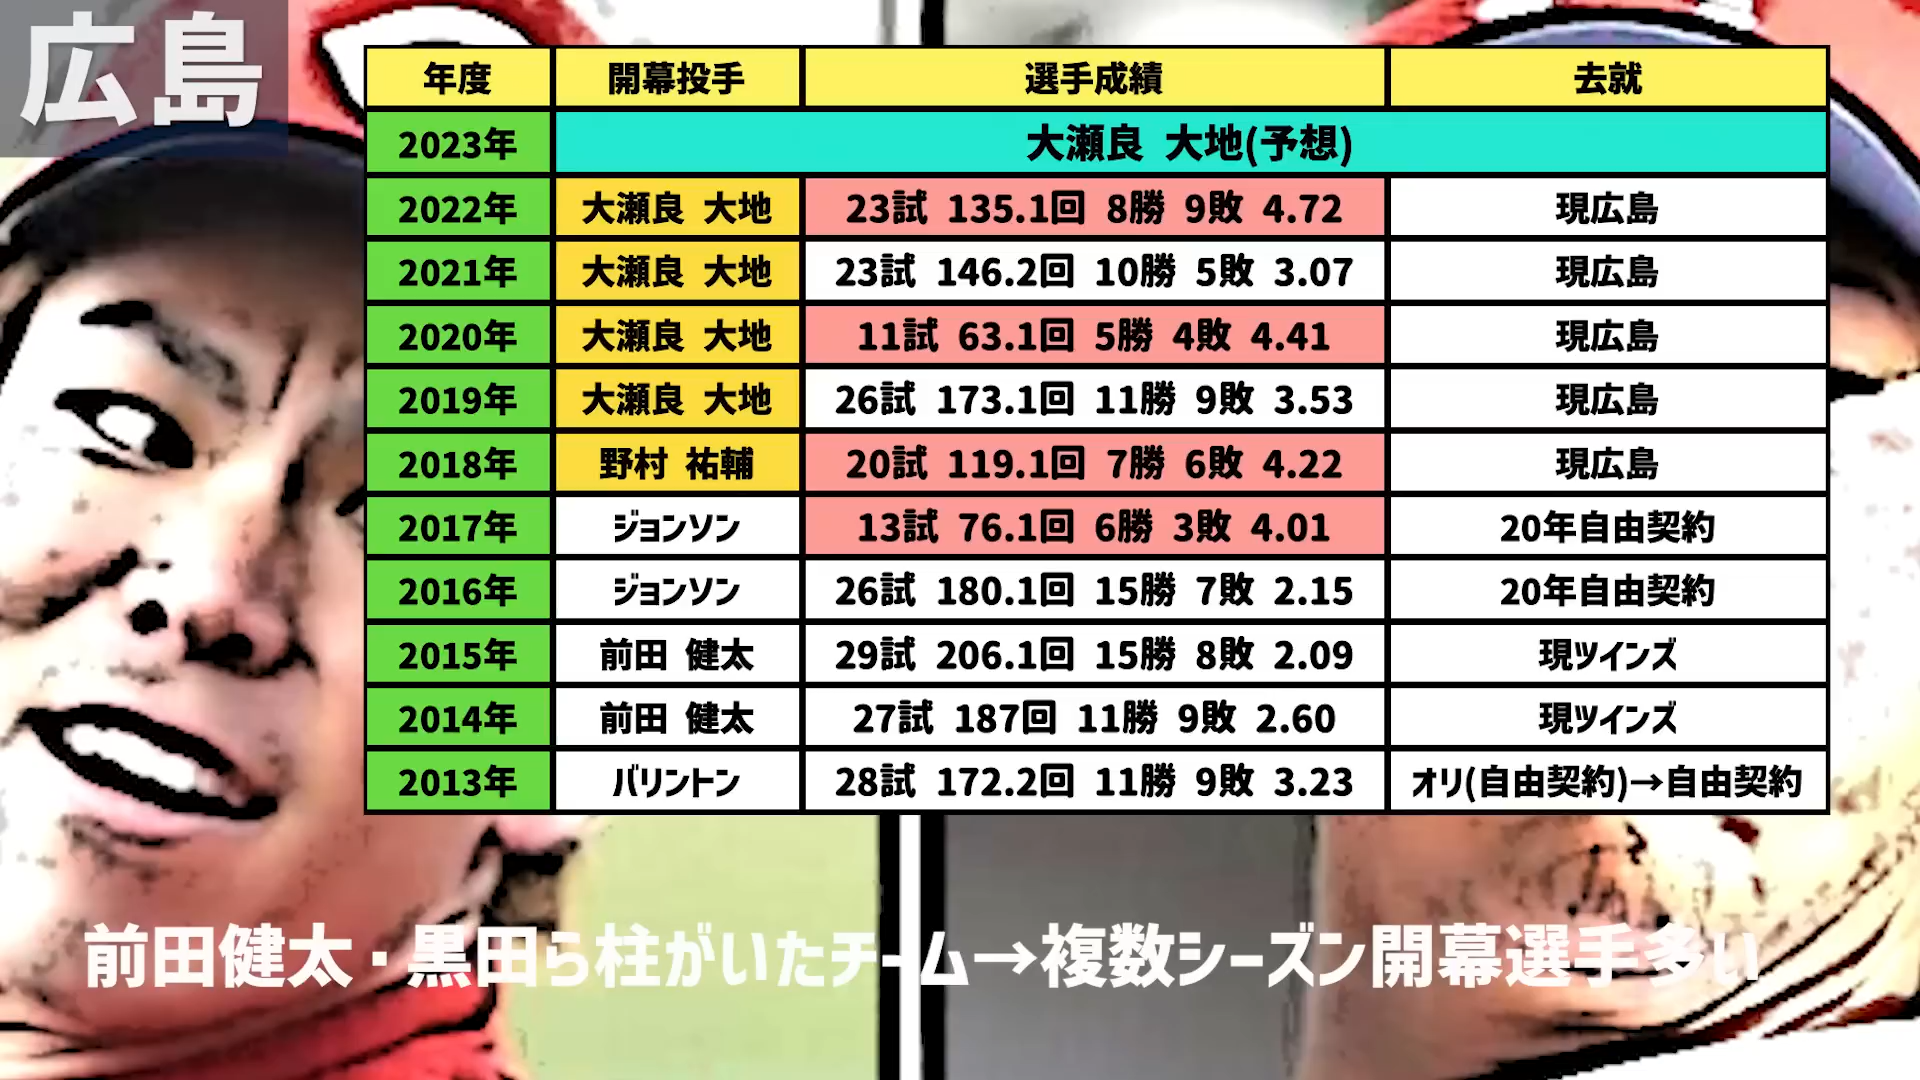 広島
年度 開幕投手 選手成績 去就
2023年 大瀬良 大地(予想)
2022年 大瀬良 大地 23試 135.1回 8勝 9敗 4.72 現広島
2021年 大瀬良 大地 23試 146.2回 10勝 5敗 3.07 現広島
2020年 大瀬良 大地 11試 63.1回 5勝 4敗 4.41 現広島
2019年 大瀬良 大地 26試 173.1回 11勝 9敗 3.53 現広島
2018年 野村 祐輔 20試 119.1回 7勝 6敗 4.22 現広島
2017年 ジョンソン 13試 76.1回 6勝 3敗 4.01 20年自由契約
2016年 ジョンソン 26試 180.1回 15勝 7敗 2.15 20年自由契約
2015年 前田 健太 29試 206.1回 15勝 8敗 2.09 現ツインズ
2014年 前田 健太 27試 187回 11勝 9敗 2.60 現ツインズ
2013年 バリントン 28試 172.2回 11勝 9敗 3.23 オリ(自由契約)→自由契約
前田健太・黒田ら柱がいたチーム→複数シーズン開幕選手多い